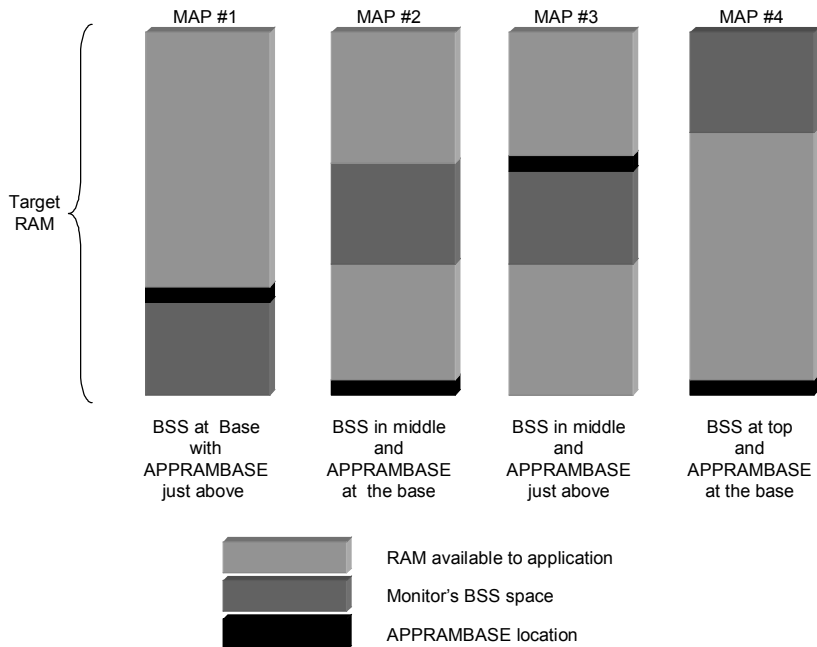 MAP #1
MAP #2
MAP #3
MAP #4
Target
RAM
BSS at Base
with
APPRAMBASE
just above
BSS in middle
and
APPRAMBASE
at the base
BSS in middle
and
APPRAMBASE
just above
BSS at top
and
APPRAMBASE
at the base
RAM available to application
Monitor's BSS space
APPRAMBASE location